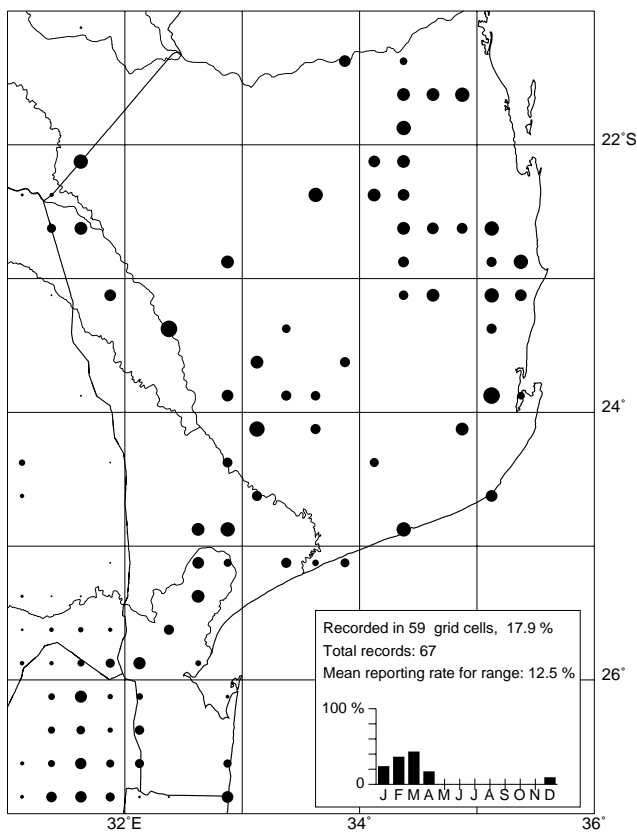 22°S
24°
Recorded in 59 grid cells, 17.9 %
Total records: 67
Mean reporting rate for range: 12.5 %
26°
100 %
0
J F M A M J J A S O N D
32°E 34° 36°